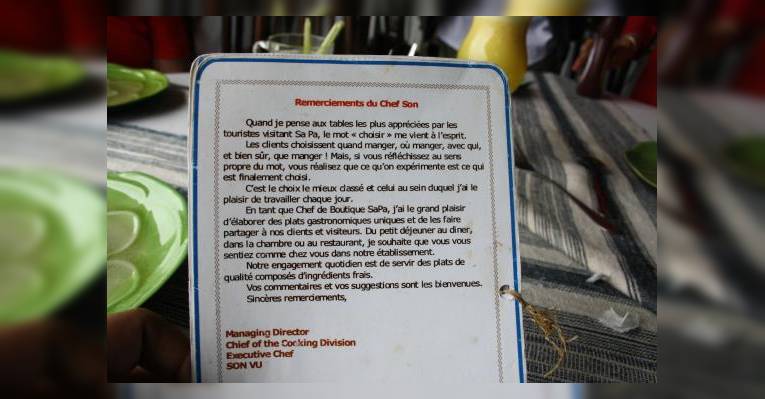 Remerciements du Chef Son
Quand je pense aux tables les plus appréciées par les
touristes visitant Sa Pa, le mot « choisir » me vient à l'esprit.
Les clients choisissent quand manger, où manger, avec qui,
et bien sûr, que manger ! Mais, si vous réfléchissez au sens
propre du mot, vous réalisez que ce qu'on expérimente est ce qui
est finalement choisi.
C'est le choix le mieux classé et celui au sein duquel j'ai le
plaisir de travailler chaque jour.
En tant que Chef de Boutique SaPa, j'ai le grand plaisir
d'élaborer des plats gastronomiques uniques et de les faire
partager à nos clients et visiteurs. Du petit déjeuner au diner,
dans la chambre ou au restaurant, je souhaite que vous vous
sentiez comme chez vous dans notre établissement.
Notre engagement quotidien est de servir des plats de
qualité composés d'ingrédients frais.
Vos commentaires et vos suggestions sont les bienvenues.
Sincères remerciements,
Managing Director
Chief of the Cooking Division
Executive Chef
SON VU